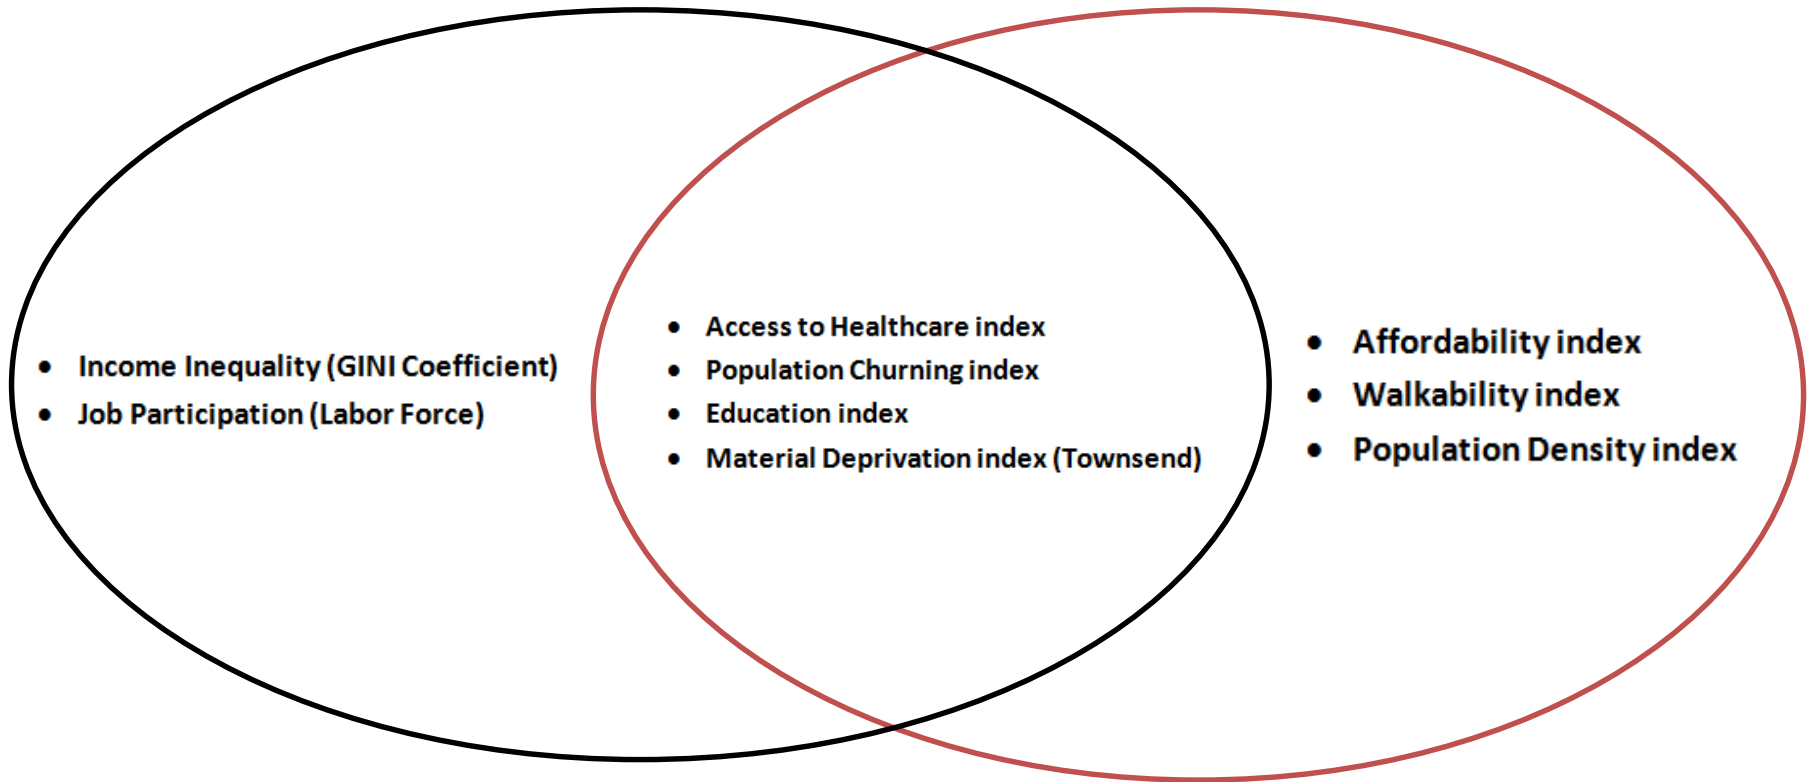 • Income Inequality (GINI Coefficient)
• Job Participation (Labor Force)
• Access to Healthcare index
• Population Churning index
• Education index
• Material Deprivation index (Townsend)
• Affordability index
• Walkability index
• Population Density index